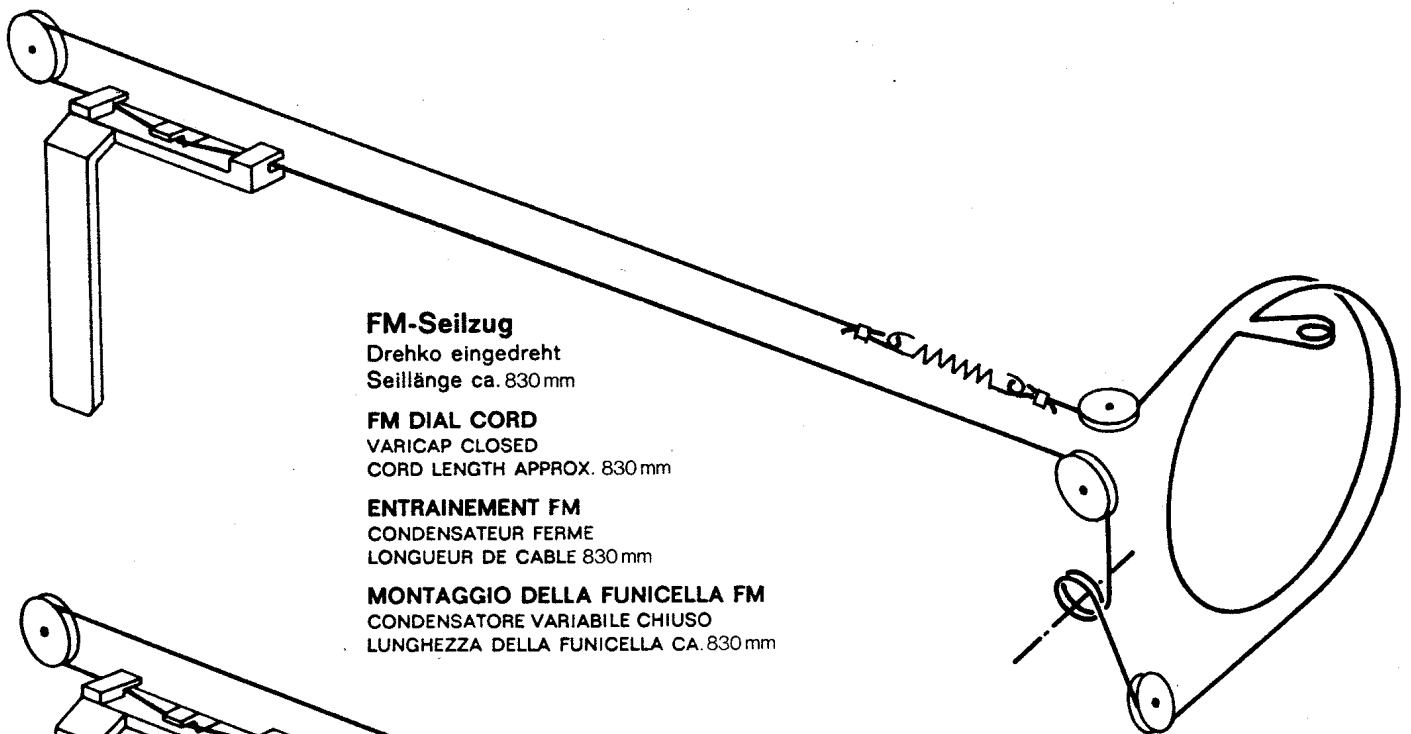 FM-Seilzug
Drehko eingedreht
Seillänge ca. 830 mm
FM DIAL CORD
VARICAP CLOSED
CORD LENGTH APPROX. 830 mm
ENTRAINEMENT FM
CONDENSATEUR FERME
LONGUEUR DE CABLE 830 mm
MONTAGGIO DELLA FUNICELLA FM
CONDENSATORE VARIABILE CHIUSO
LUNGHEZZA DELLA FUNICELLA CA. 830 mm